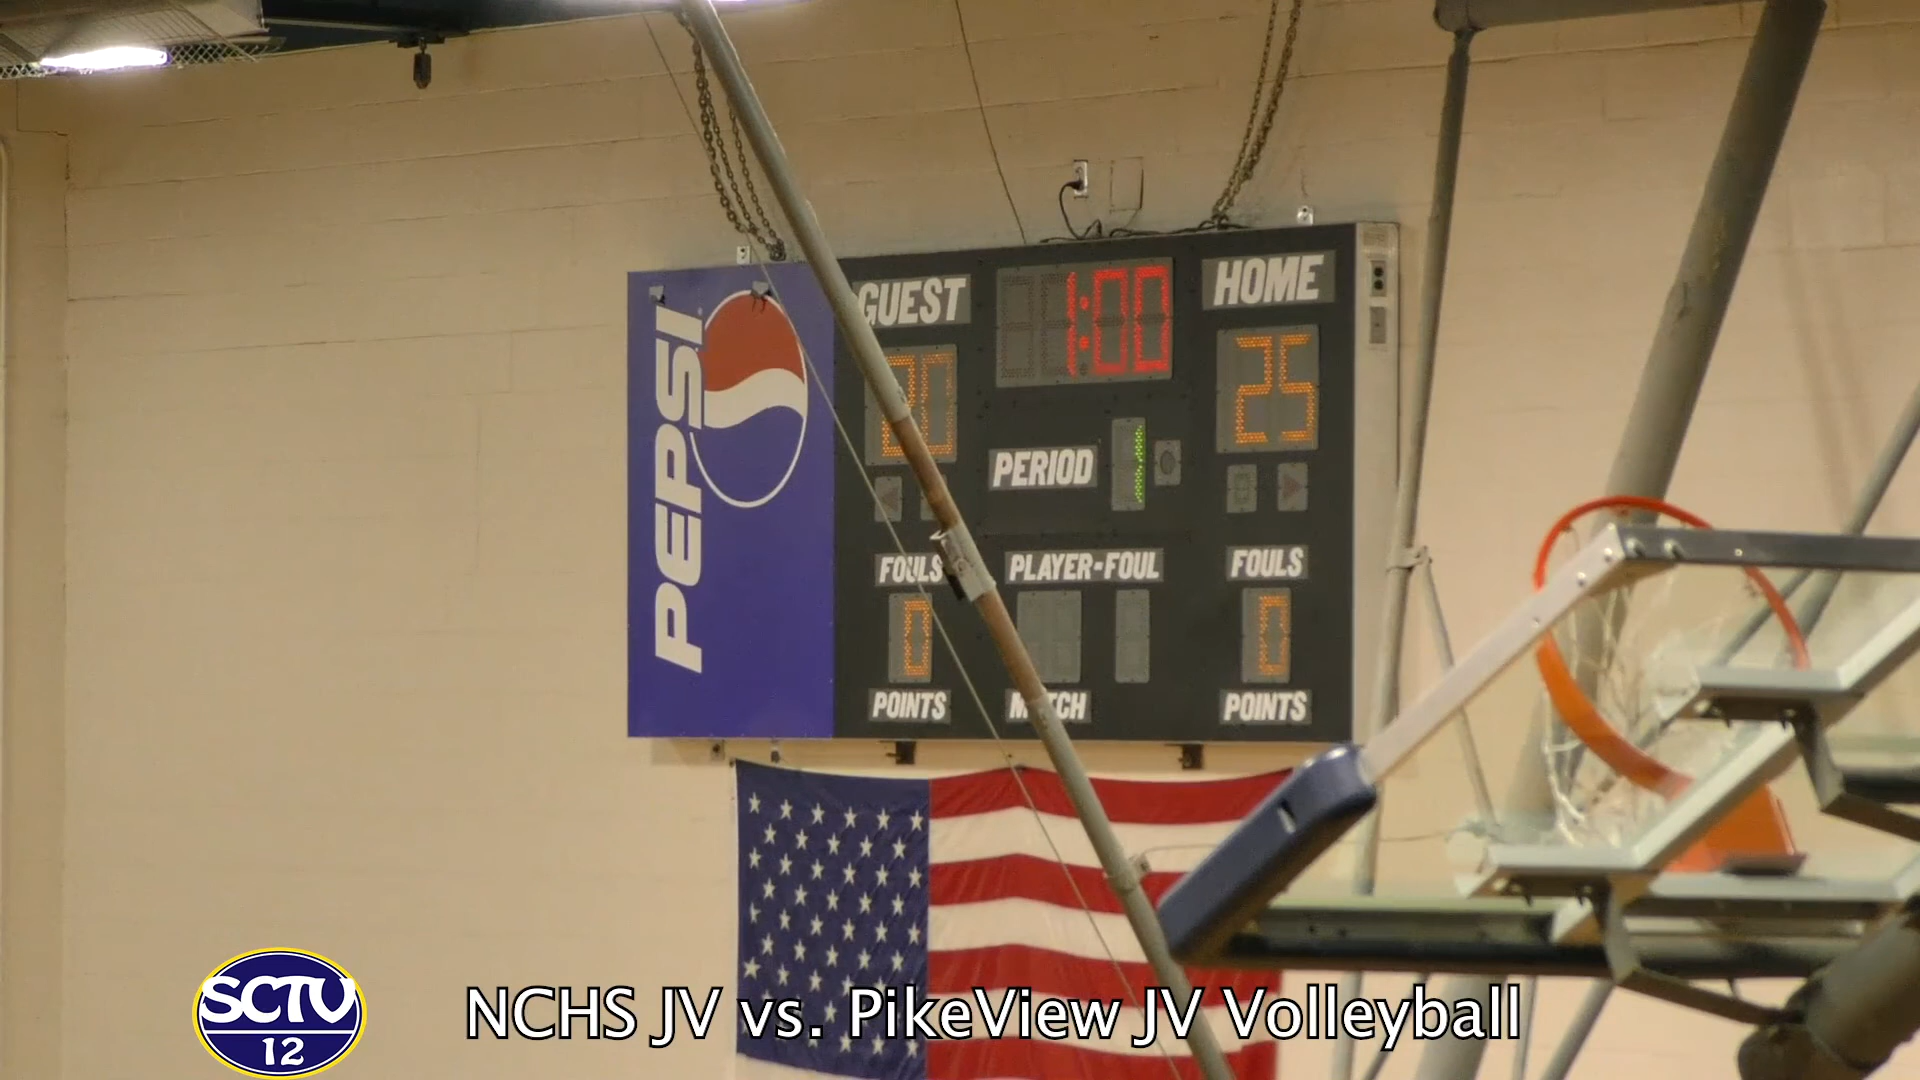 PEPSI
GUEST
1:00
HOME
20
25
PERIOD
1
FOULS
PLAYER-FOUL
FOULS
0
0
POINTS
MATCH
POINTS
SCTV
12
NCHS JV vs. PikeView JV Volleyball